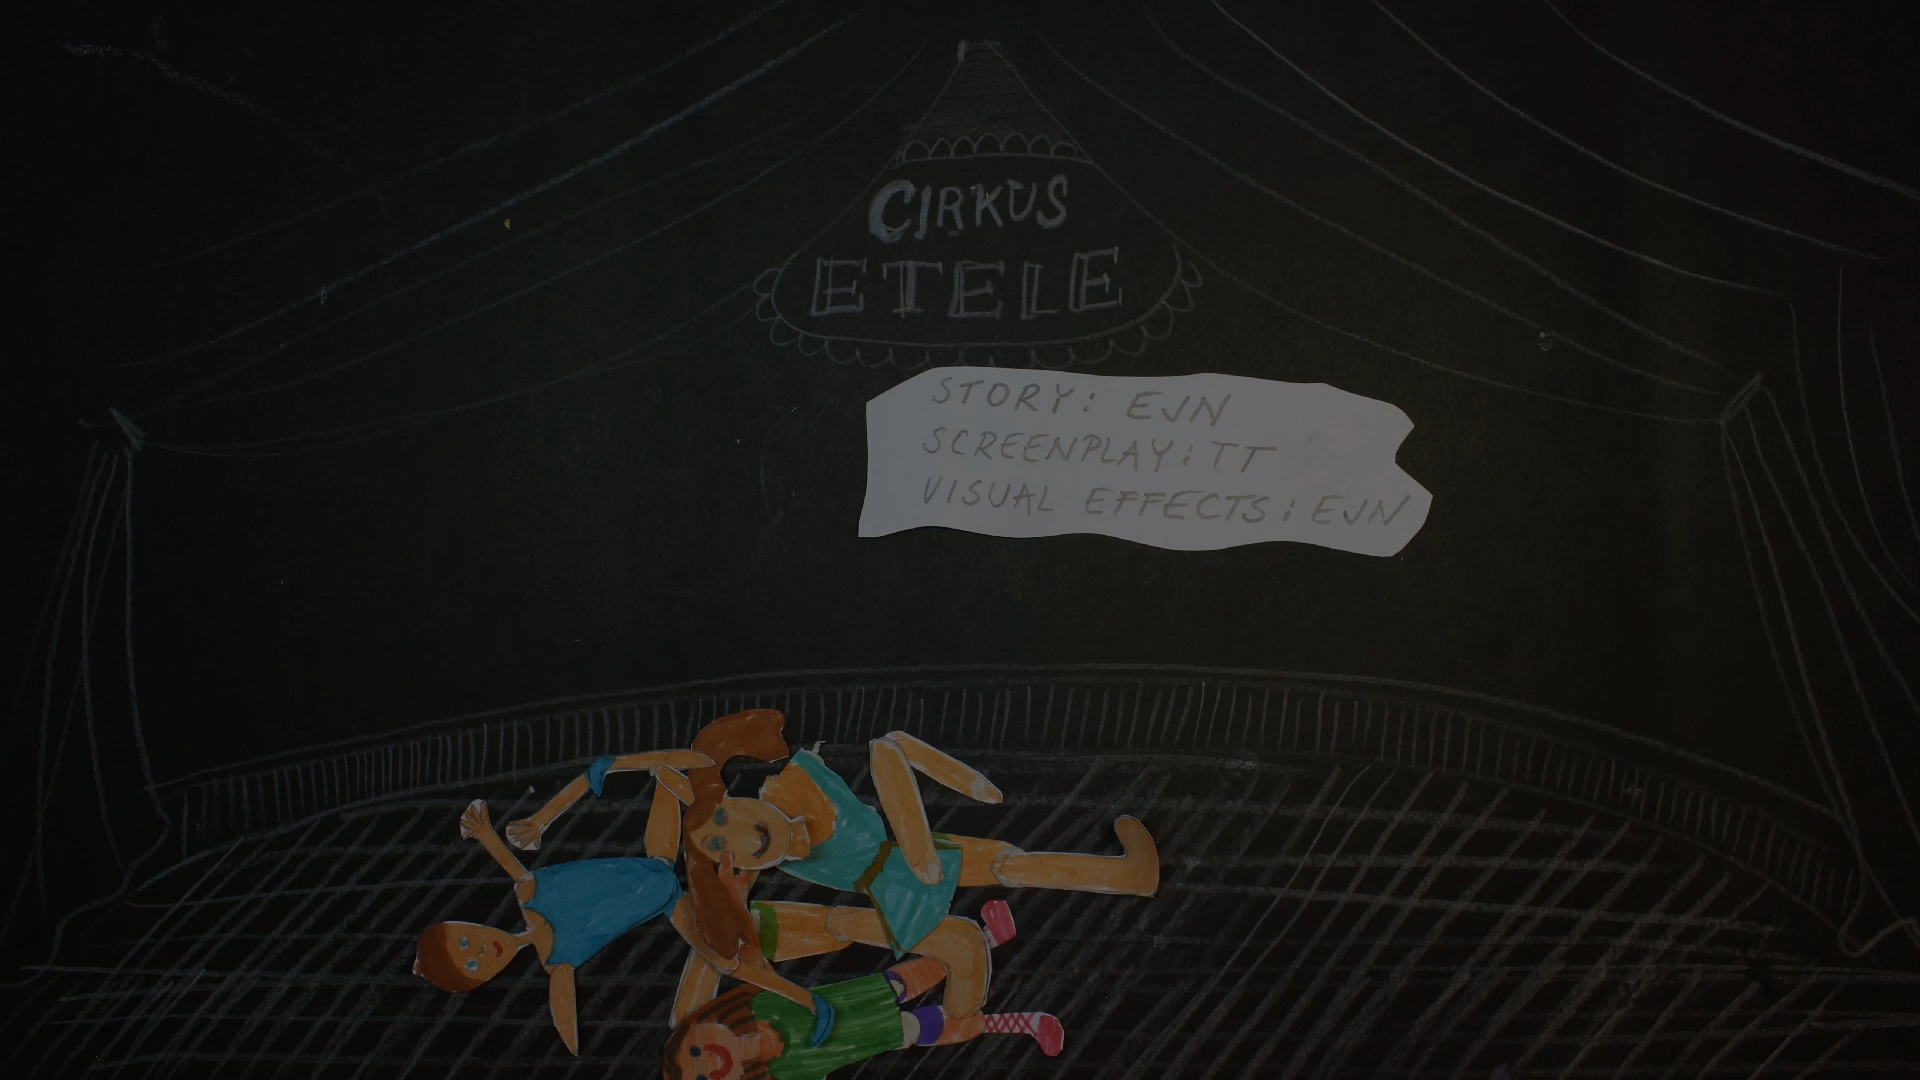 CIRKUS
ETELE
STORY: EJN
SCREENPLAY: TT
VISUAL EFFECTS: EJN